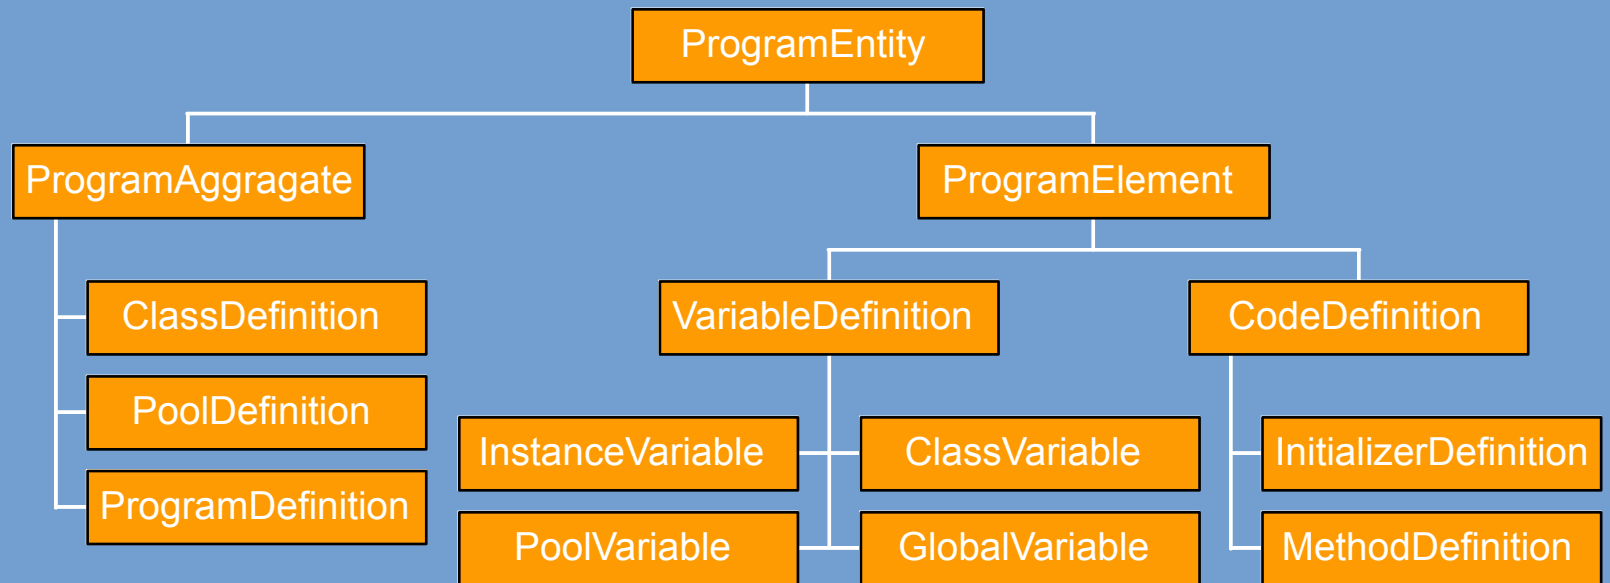 ProgramEntity
ProgramAggragate
ProgramElement
ClassDefinition
VariableDefinition
CodeDefinition
PoolDefinition
InstanceVariable
ClassVariable
InitializerDefinition
ProgramDefinition
PoolVariable
GlobalVariable
MethodDefinition